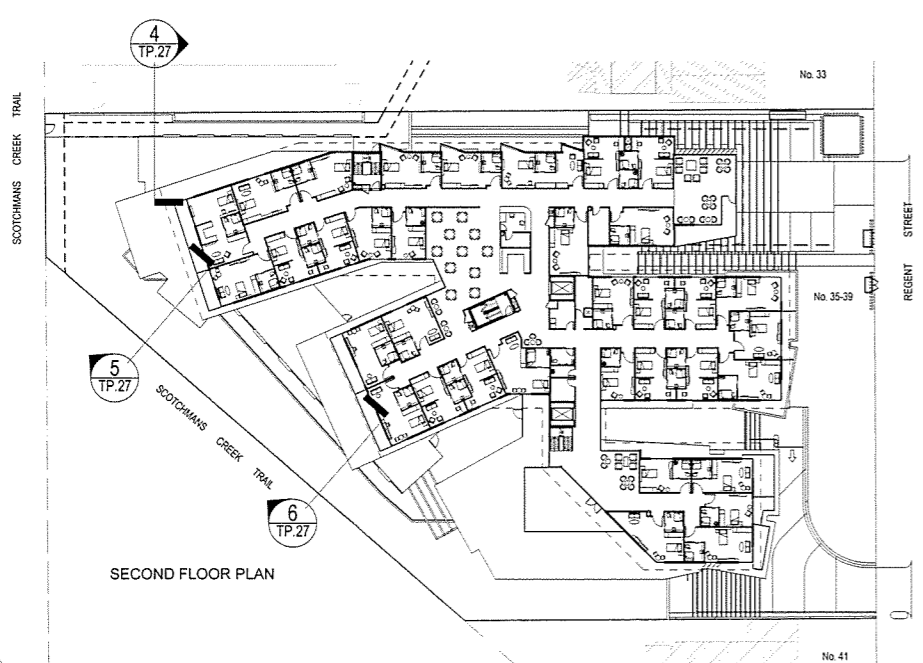 4
TP.27
No. 33
SCOTCHMANS CREEK TRAIL
REGENT STREET
No. 35-39
5
TP.27
SCOTCHMANS CREEK TRAIL
6
TP.27
SECOND FLOOR PLAN
No. 41